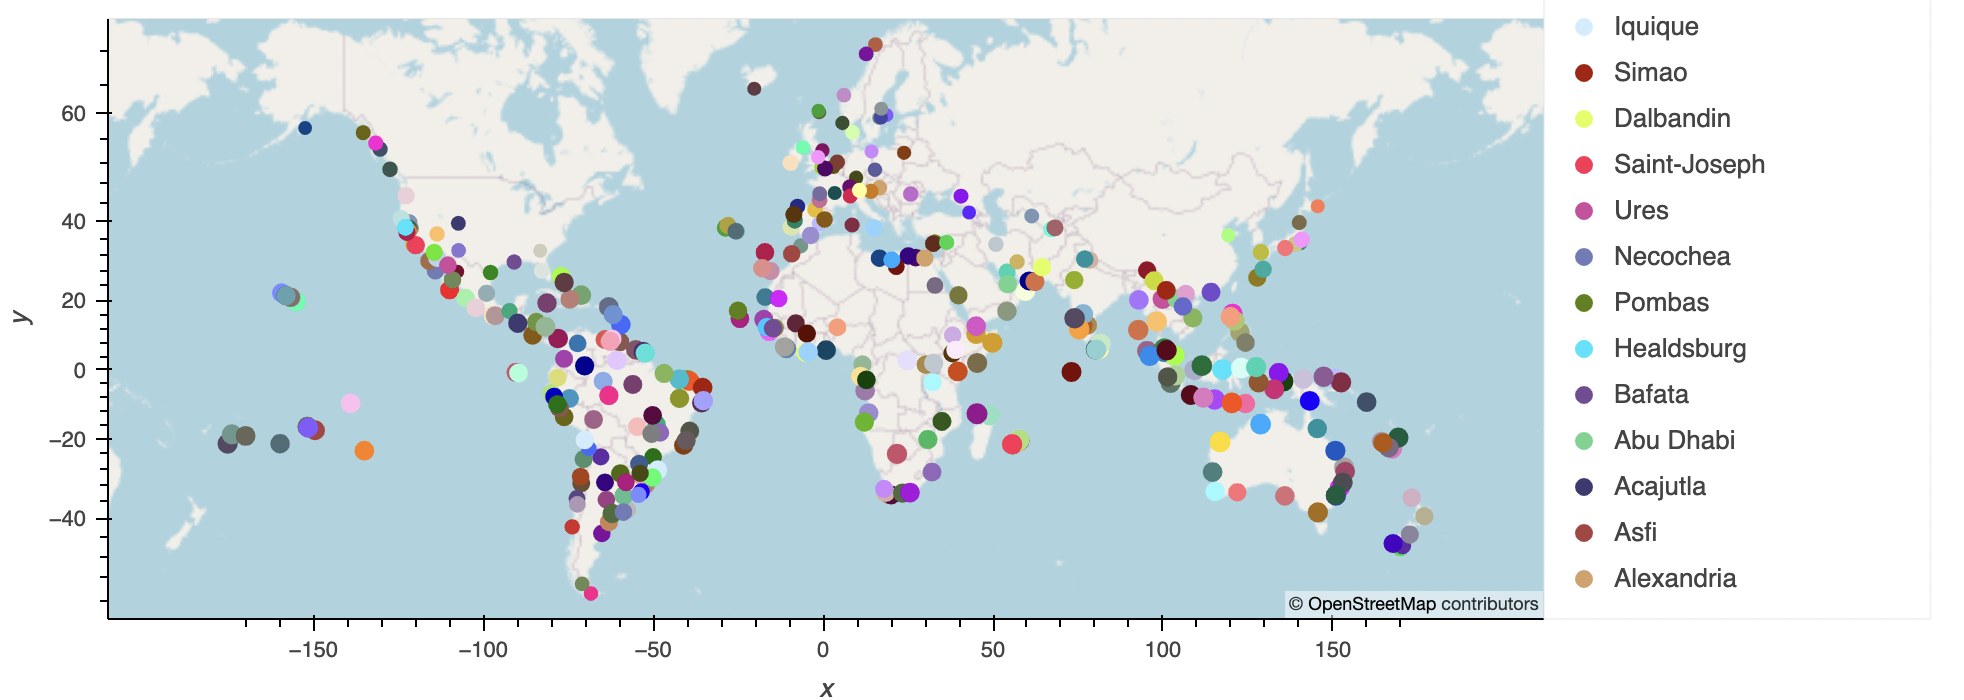 Iquique
Simao
Dalbandin
Saint-Joseph
Ures
Necochea
Pombas
Healdsburg
Bafata
Abu Dhabi
Acajutla
Asfi
Alexandria
60
40
20
0
−20
−40
y
© OpenStreetMap contributors
−150 −100 −50 0 50 100 150
x